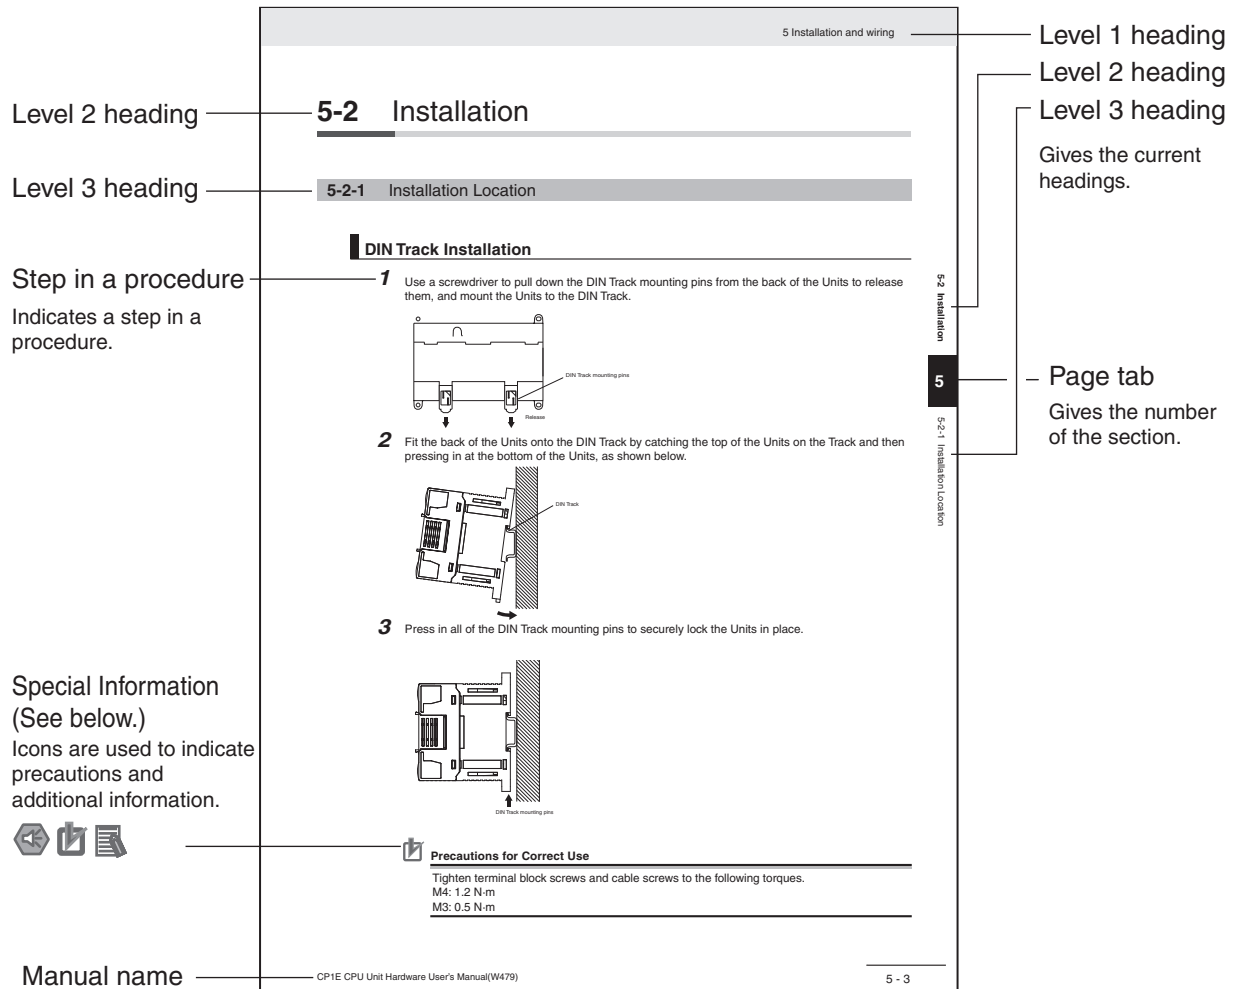 5 Installation and wiring
Level 1 heading
Level 2 heading
Level 3 heading
Gives the current
headings.
Level 2 heading
5-2 Installation
Level 3 heading
5-2-1 Installation Location
DIN Track Installation
Step in a procedure
Indicates a step in a
procedure.
1 Use a screwdriver to pull down the DIN Track mounting pins from the back of the Units to release
them, and mount the Units to the DIN Track.
DIN Track mounting pins
Release
5-2 Installation
5
5-2-1 Installation Location
Page tab
Gives the number
of the section.
2 Fit the back of the Units onto the DIN Track by catching the top of the Units on the Track and then
pressing in at the bottom of the Units, as shown below.
DIN Track
3 Press in all of the DIN Track mounting pins to securely lock the Units in place.
DIN Track mounting pins
Special Information
(See below.)
Icons are used to indicate
precautions and
additional information.
Precautions for Correct Use
Tighten terminal block screws and cable screws to the following torques.
M4: 1.2 N·m
M3: 0.5 N·m
Manual name
CP1E CPU Unit Hardware User's Manual(W479)
5 - 3